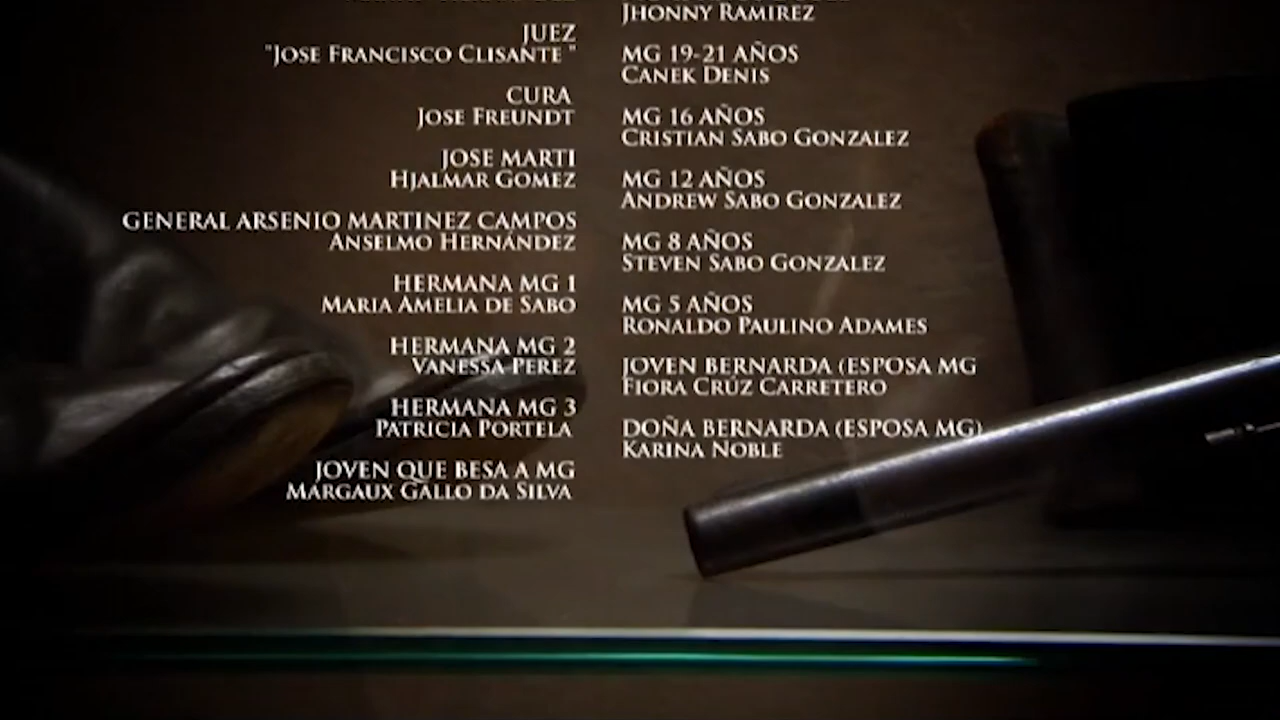 JUEZ
"Jose Francisco Clisante "
CURA
Jose Freundt
JOSE MARTI
Hjalmar Gomez
GENERAL ARSENIO MARTINEZ CAMPOS
Anselmo Hernández
HERMANA MG 1
Maria Amelia de Sabo
HERMANA MG 2
Vanessa Perez
HERMANA MG 3
Patricia Portela
JOVEN QUE BESA A MG
Margaux Gallo da Silva
Jhonny Ramirez
MG 19-21 AÑOS
Canek Denis
MG 16 AÑOS
Cristian Sabo Gonzalez
MG 12 AÑOS
Andrew Sabo Gonzalez
MG 8 AÑOS
Steven Sabo Gonzalez
MG 5 AÑOS
Ronaldo Paulino Adames
JOVEN BERNARDA (ESPOSA MG
Fiora Crúz Carretero
DOÑA BERNARDA (ESPOSA MG)
Karina Noble